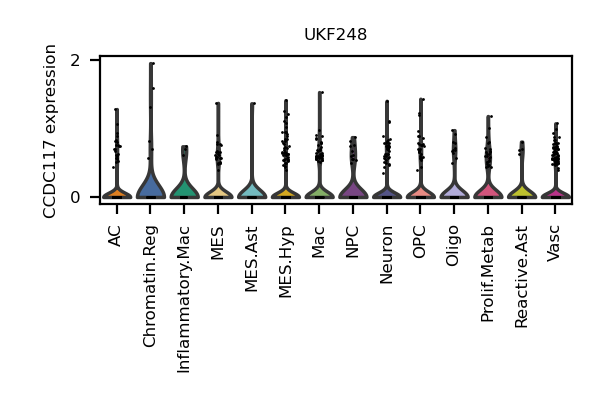 UKF248
CCDC117 expression
2
0
AC
Chromatin.Reg
Inflammatory.Mac
MES
MES.Ast
MES.Hyp
Mac
NPC
Neuron
OPC
Oligo
Prolif.Metab
Reactive.Ast
Vasc